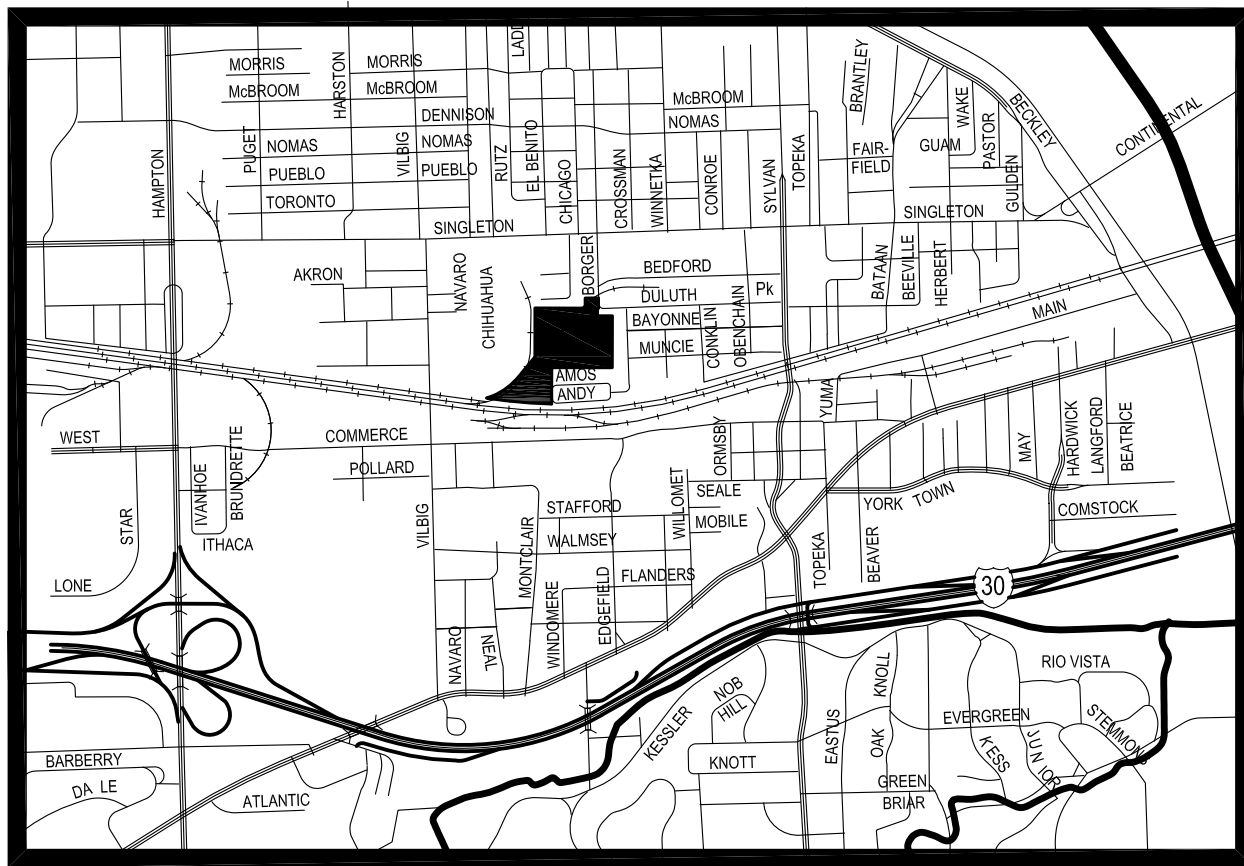 LADD
MORRIS
MORRIS
McBROOM
McBROOM
HARSTON
DENNISON
McBROOM
NOMAS
BRANTLEY
WAKE
PASTOR
BECKLEY
CONTINENTAL
HAMPTON
PUGET
NOMAS
VILBIG
NOMAS
RUTZ
EL BENITO
CHICAGO
CROSSMAN
WINNETKA
CONROE
SYLVAN
TOPEKA
FAIR-
FIELD
GUAM
GULDEN
PUEBLO
PUEBLO
TORONTO
SINGLETON
SINGLETON
AKRON
NAVARO
CHIHUAHUA
BORGER
BEDFORD
DULUTH
Pk
BATAAN
BEEVILLE
HERBERT
BAYONNE
CONKLIN
OBENCHAIN
MUNCIE
MAIN
AMOS
ANDY
YUMA
WEST
COMMERCE
BRUNDRETTE
IVANHOE
POLLARD
ORMSBY
MAY
HARDWICK
LANGFORD
BEATRICE
STAR
ITHACA
VILBIG
STAFFORD
WILLOMET
SEALE
MOBILE
YORK TOWN
COMSTOCK
WALMSEY
MONTCLAIR
LONE
WINDOMERE
EDGEFIELD
FLANDERS
TOPEKA
BEAVER
30
NAVARO
NEAL
KESSLER
NOB
HILL
EASTUS
KNOLL
OAK
RIO VISTA
EVERGREEN
KESS
JUNIOR
STEMMONS
BARBERRY
DA LE
ATLANTIC
KNOTT
GREEN
BRIAR